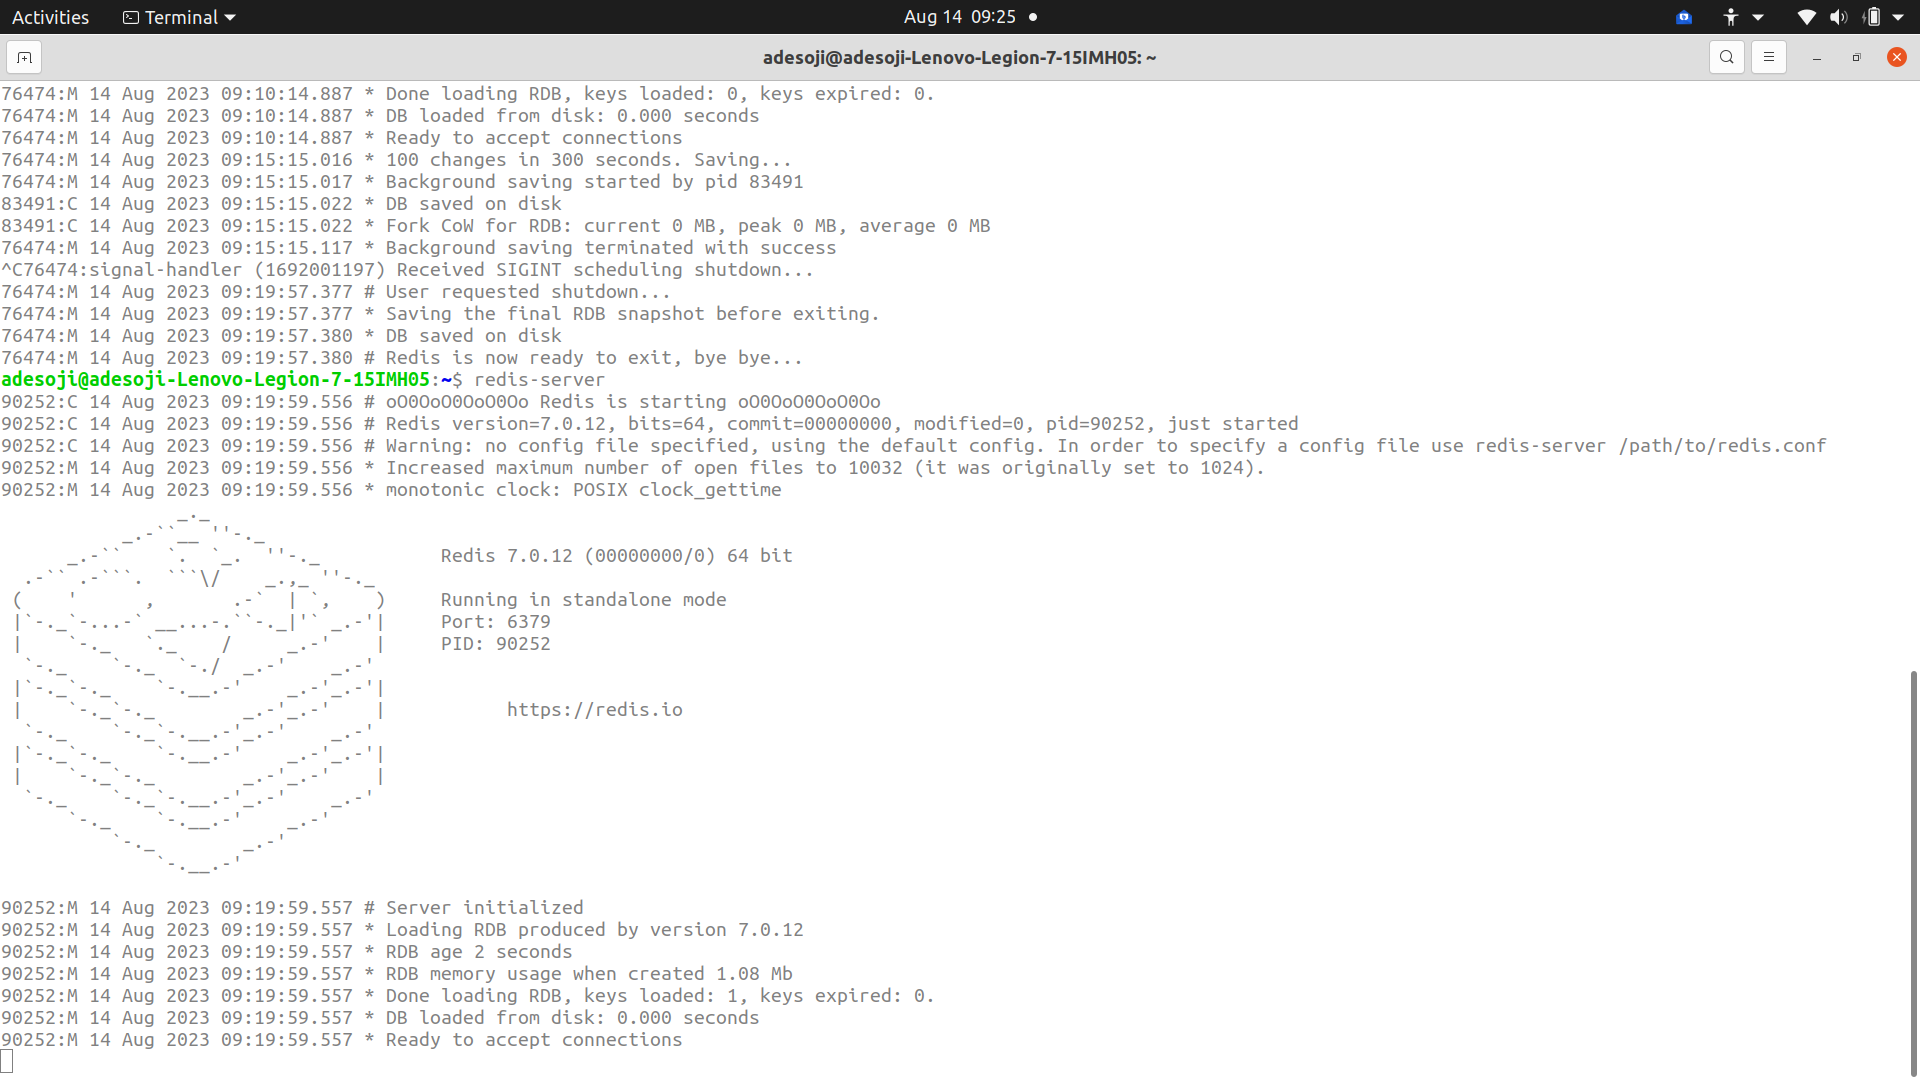 Activities Terminal Aug 14 09:25
adesoji@adesoji-Lenovo-Legion-7-15IMH05: ~
76474:M 14 Aug 2023 09:10:14.887 * Done loading RDB, keys loaded: 0, keys expired: 0.
76474:M 14 Aug 2023 09:10:14.887 * DB loaded from disk: 0.000 seconds
76474:M 14 Aug 2023 09:10:14.887 * Ready to accept connections
76474:M 14 Aug 2023 09:15:15.016 * 100 changes in 300 seconds. Saving...
76474:M 14 Aug 2023 09:15:15.017 * Background saving started by pid 83491
83491:C 14 Aug 2023 09:15:15.022 * DB saved on disk
83491:C 14 Aug 2023 09:15:15.022 * Fork CoW for RDB: current 0 MB, peak 0 MB, average 0 MB
76474:M 14 Aug 2023 09:15:15.117 * Background saving terminated with success
^C76474:signal-handler (1692001197) Received SIGINT scheduling shutdown...
76474:M 14 Aug 2023 09:19:57.377 # User requested shutdown...
76474:M 14 Aug 2023 09:19:57.377 * Saving the final RDB snapshot before exiting.
76474:M 14 Aug 2023 09:19:57.380 * DB saved on disk
76474:M 14 Aug 2023 09:19:57.380 # Redis is now ready to exit, bye bye...
adesoji@adesoji-Lenovo-Legion-7-15IMH05:~$ redis-server
90252:C 14 Aug 2023 09:19:59.556 # oO0OoO0OoO0Oo Redis is starting oO0OoO0OoO0Oo
90252:C 14 Aug 2023 09:19:59.556 # Redis version=7.0.12, bits=64, commit=00000000, modified=0, pid=90252, just started
90252:C 14 Aug 2023 09:19:59.556 # Warning: no config file specified, using the default config. In order to specify a config file use redis-server /path/to/redis.conf
90252:M 14 Aug 2023 09:19:59.556 * Increased maximum number of open files to 10032 (it was originally set to 1024).
90252:M 14 Aug 2023 09:19:59.556 * monotonic clock: POSIX clock_gettime
Redis 7.0.12 (00000000/0) 64 bit
Running in standalone mode
Port: 6379
PID: 90252
https://redis.io
90252:M 14 Aug 2023 09:19:59.557 # Server initialized
90252:M 14 Aug 2023 09:19:59.557 * Loading RDB produced by version 7.0.12
90252:M 14 Aug 2023 09:19:59.557 * RDB age 2 seconds
90252:M 14 Aug 2023 09:19:59.557 * RDB memory usage when created 1.08 Mb
90252:M 14 Aug 2023 09:19:59.557 * Done loading RDB, keys loaded: 1, keys expired: 0.
90252:M 14 Aug 2023 09:19:59.557 * DB loaded from disk: 0.000 seconds
90252:M 14 Aug 2023 09:19:59.557 * Ready to accept connections